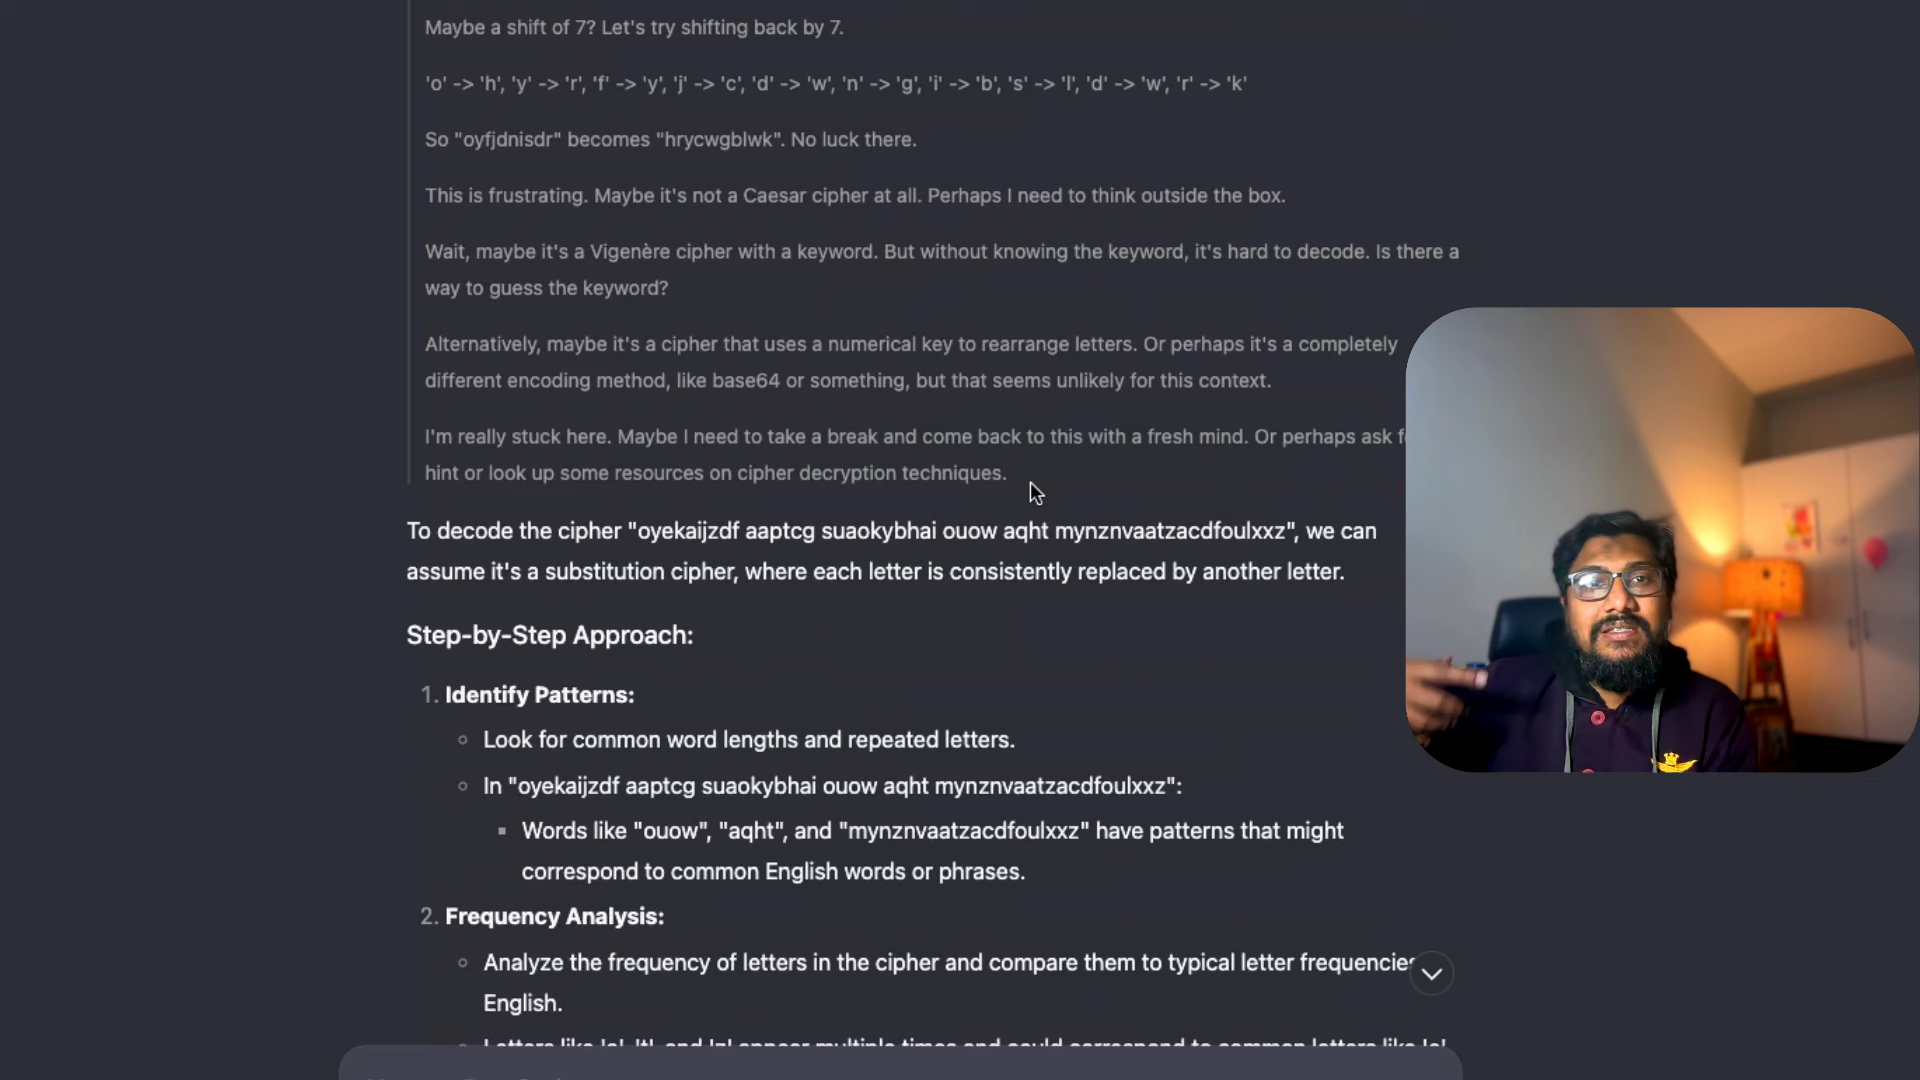 Maybe a shift of 7? Let's try shifting back by 7.
'o' -> 'h', 'y' -> 'r', 'f' -> 'y', 'j' -> 'c', 'd' -> 'w', 'n' -> 'g', 'i' -> 'b', 's' -> 'l', 'd' -> 'w', 'r' -> 'k'
So "oyfjdnisdr" becomes "hrycwgblwk". No luck there.
This is frustrating. Maybe it's not a Caesar cipher at all. Perhaps I need to think outside the box.
Wait, maybe it's a Vigenère cipher with a keyword. But without knowing the keyword, it's hard to decode. Is there a
way to guess the keyword?
Alternatively, maybe it's a cipher that uses a numerical key to rearrange letters. Or perhaps it's a completely
different encoding method, like base64 or something, but that seems unlikely for this context.
I'm really stuck here. Maybe I need to take a break and come back to this with a fresh mind. Or perhaps ask
hint or look up some resources on cipher decryption techniques.
To decode the cipher "oyekaijzdf aaptcg suaokybhai ouow aqht mynznvaatzacdfoulxxz", we can
assume it's a substitution cipher, where each letter is consistently replaced by another letter.
Step-by-Step Approach:
1. Identify Patterns:
Look for common word lengths and repeated letters.
In "oyekaijzdf aaptcg suaokybhai ouow aqht mynznvaatzacdfoulxxz":
Words like "ouow", "aqht", and "mynznvaatzacdfoulxxz" have patterns that might
correspond to common English words or phrases.
2. Frequency Analysis:
Analyze the frequency of letters in the cipher and compare them to typical letter frequencies
English.